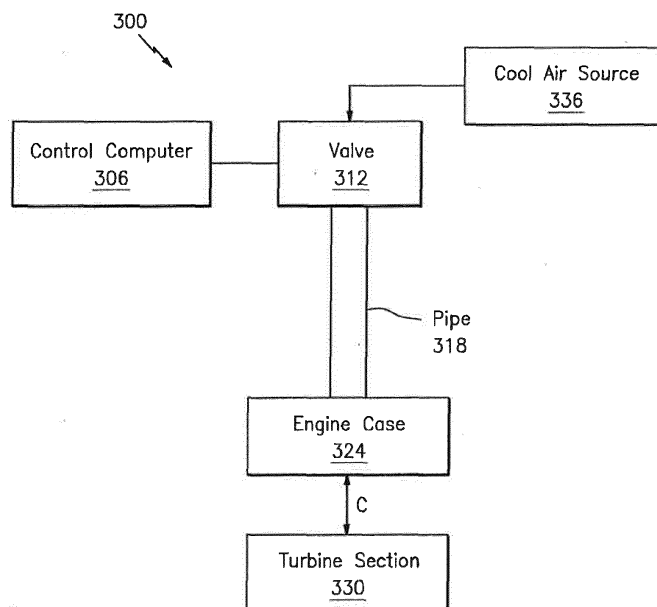 300
Cool Air Source
336
Control Computer
306
Valve
312
Pipe
318
Engine Case
324
C
Turbine Section
330